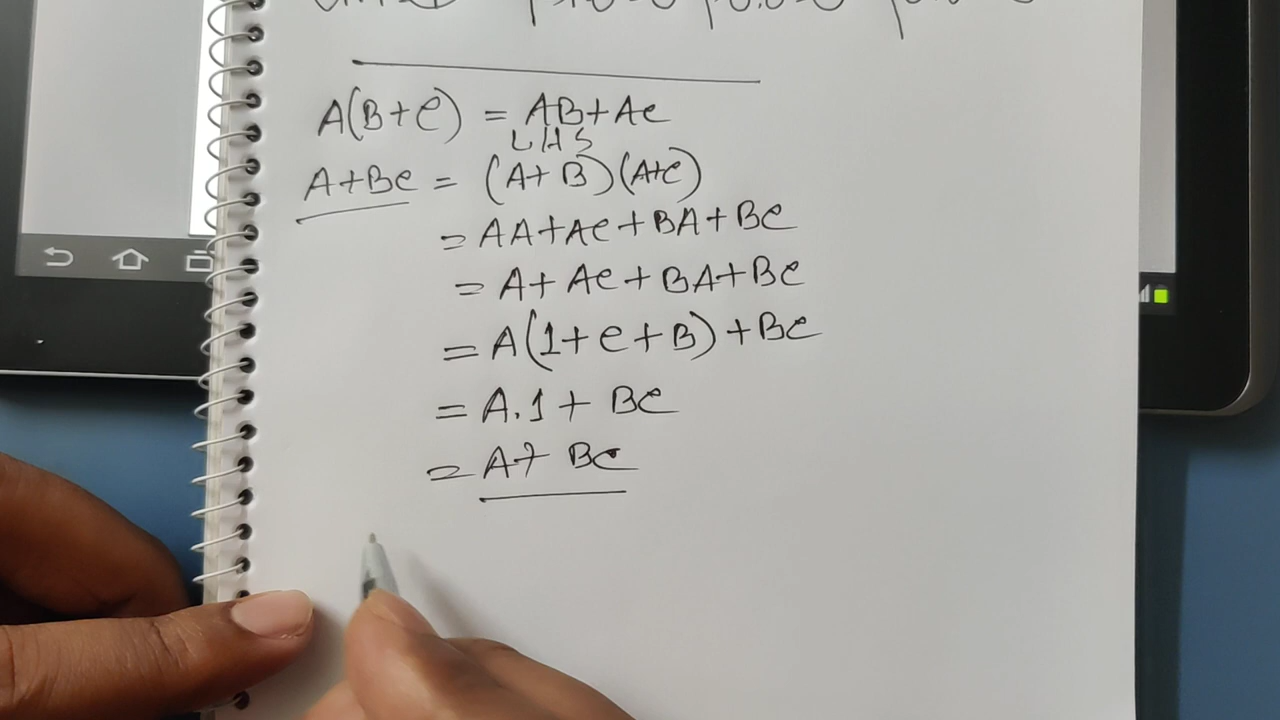 A(B+C) = AB+AC
LHS
A+BC = (A+B)(A+C)
= AA+AC+BA+BC
= A+AC+BA+BC
= A(1+C+B)+BC
= A.1+BC
= A+BC